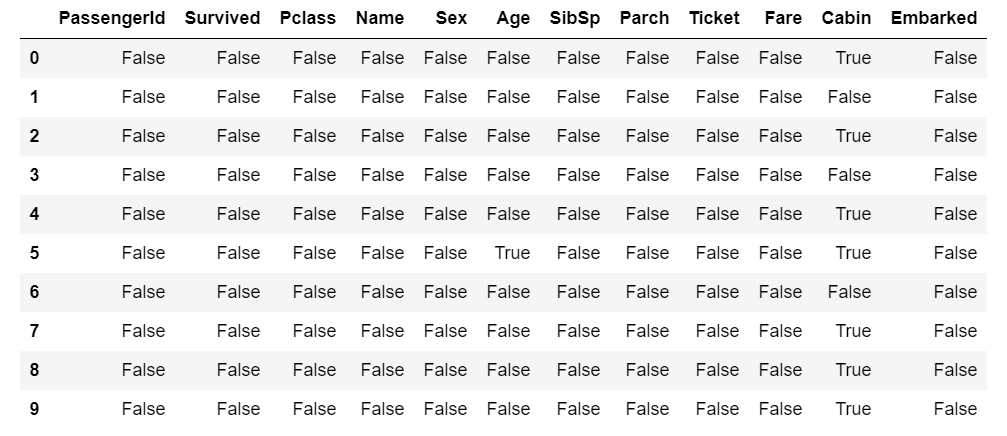 PassengerId Survived Pclass Name Sex Age SibSp Parch Ticket Fare Cabin Embarked
0 False False False False False False False False False False True False
1 False False False False False False False False False False False False
2 False False False False False False False False False False True False
3 False False False False False False False False False False False False
4 False False False False False False False False False False True False
5 False False False False False True False False False False True False
6 False False False False False False False False False False False False
7 False False False False False False False False False False True False
8 False False False False False False False False False False True False
9 False False False False False False False False False False True False